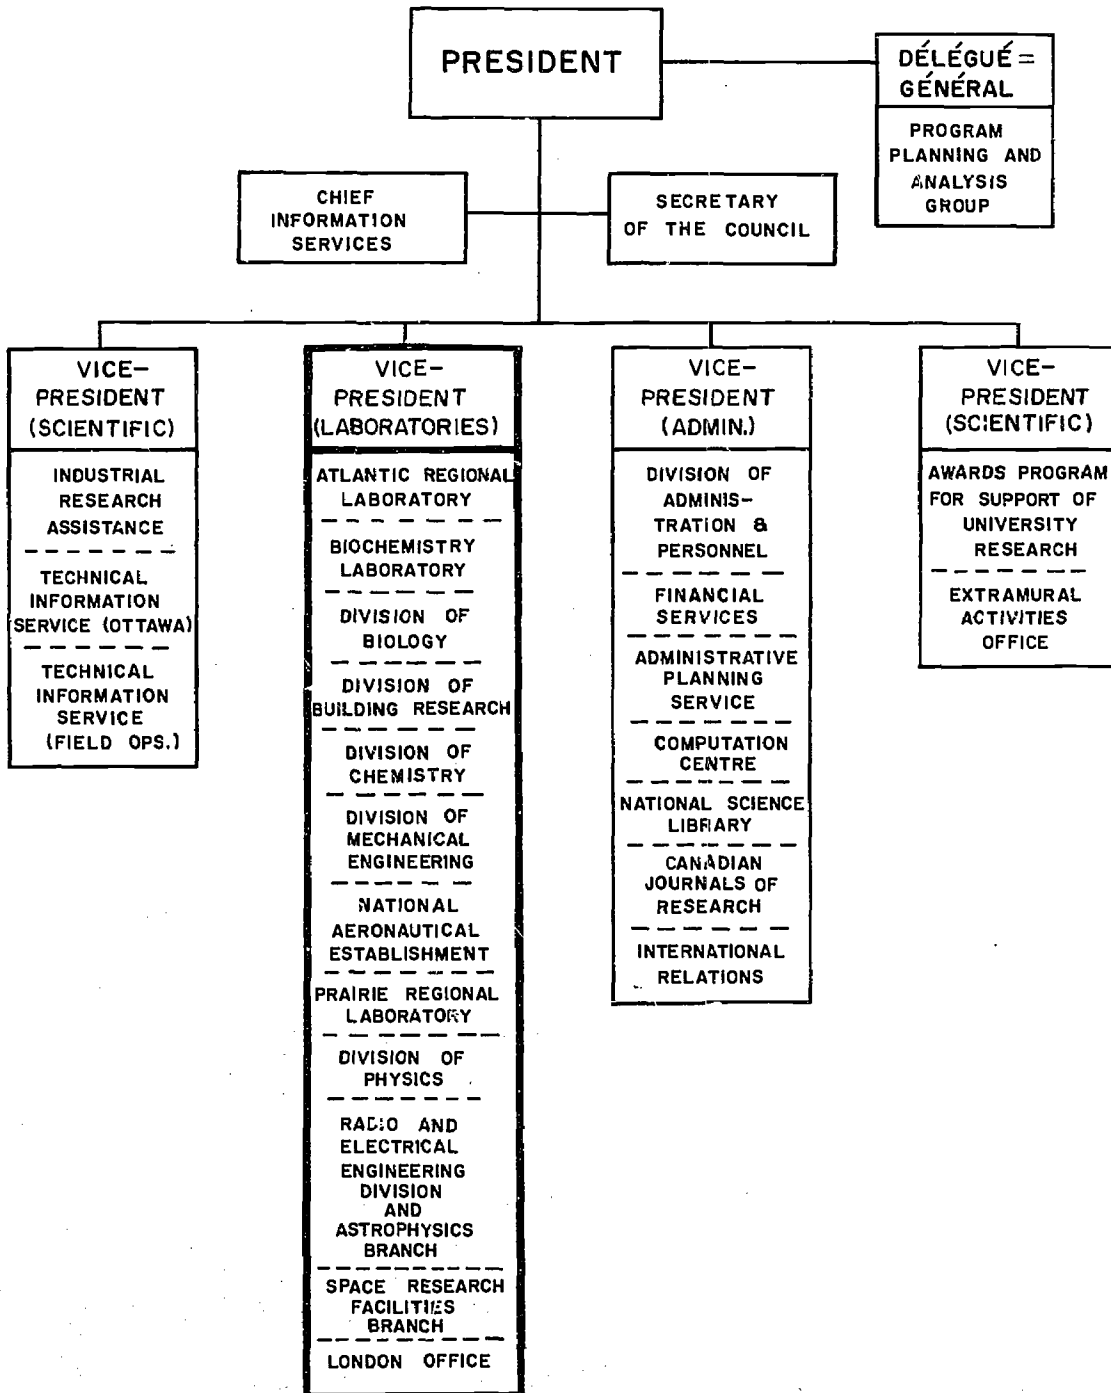 PRESIDENT
DÉLÉGUÉ=
GÉNÉRAL
PROGRAM
PLANNING AND
ANALYSIS
GROUP
CHIEF
INFORMATION
SERVICES
SECRETARY
OF THE COUNCIL
VICE-
PRESIDENT
(SCIENTIFIC)
INDUSTRIAL
RESEARCH
ASSISTANCE
TECHNICAL
INFORMATION
SERVICE (OTTAWA)
TECHNICAL
INFORMATION
SERVICE
(FIELD OPS.)
VICE-
PRESIDENT
(LABORATORIES)
ATLANTIC REGIONAL
LABORATORY
BIOCHEMISTRY
LABORATORY
DIVISION OF
BIOLOGY
DIVISION OF
BUILDING RESEARCH
DIVISION OF
CHEMISTRY
DIVISION OF
MECHANICAL
ENGINEERING
NATIONAL
AERONAUTICAL
ESTABLISHMENT
PRAIRIE REGIONAL
LABORATORY
DIVISION OF
PHYSICS
RADIO AND
ELECTRICAL
ENGINEERING
DIVISION
AND
ASTROPHYSICS
BRANCH
SPACE RESEARCH
FACILITIES
BRANCH
LONDON OFFICE
VICE-
PRESIDENT
(ADMIN.)
DIVISION OF
ADMINIS-
TRATION &
PERSONNEL
FINANCIAL
SERVICES
ADMINISTRATIVE
PLANNING
SERVICE
COMPUTATION
CENTRE
NATIONAL SCIENCE
LIBRARY
CANADIAN
JOURNALS OF
RESEARCH
INTERNATIONAL
RELATIONS
VICE-
PRESIDENT
(SCIENTIFIC)
AWARDS PROGRAM
FOR SUPPORT OF
UNIVERSITY
RESEARCH
EXTRAMURAL
ACTIVITIES
OFFICE